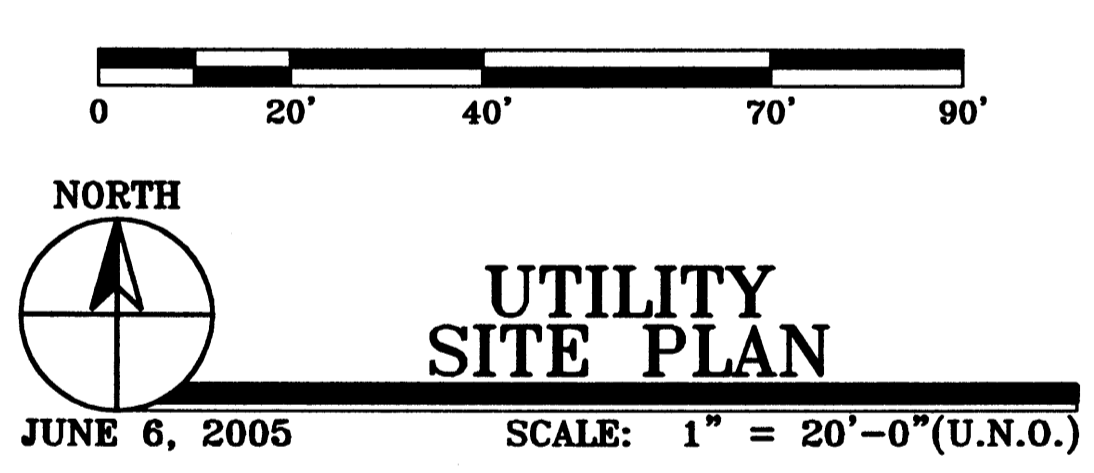 0 20' 40' 70' 90'
NORTH
UTILITY
SITE PLAN
JUNE 6, 2005 SCALE: 1" = 20'-0"(U.N.O.)